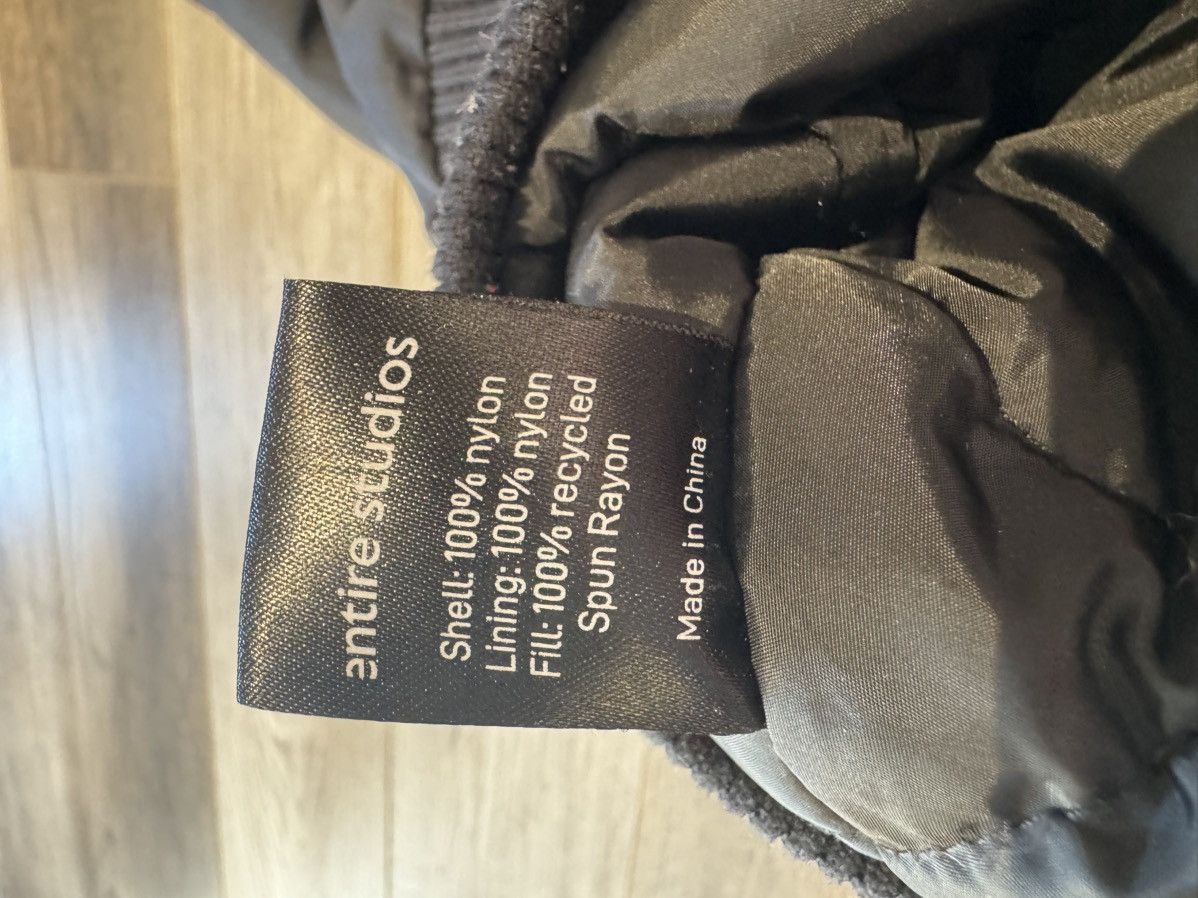 entire studios
Shell: 100% nylon
Lining: 100% nylon
Fill: 100% recycled
Spun Rayon
Made in China